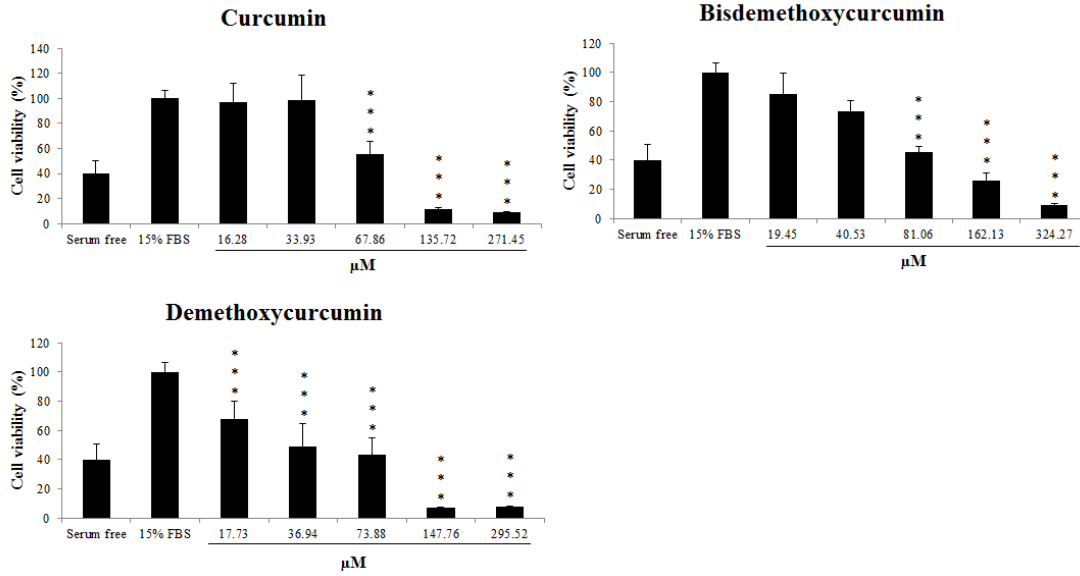 Curcumin
Cell viability (%)
140
120
100
80
60
40
20
0
* * *
* * *
* * *
Serum free 15% FBS 16.28 33.93 67.86 135.72 271.45
µM
Bisdemethoxycurcumin
Cell viability (%)
120
100
80
60
40
20
0
* * *
* * *
* * *
Serum free 15% FBS 19.45 40.53 81.06 162.13 324.27
µM
Demethoxycurcumin
Cell viability (%)
120
100
80
60
40
20
0
* * *
* * *
* * *
* * *
* * *
Serum free 15% FBS 17.73 36.94 73.88 147.76 295.52
µM